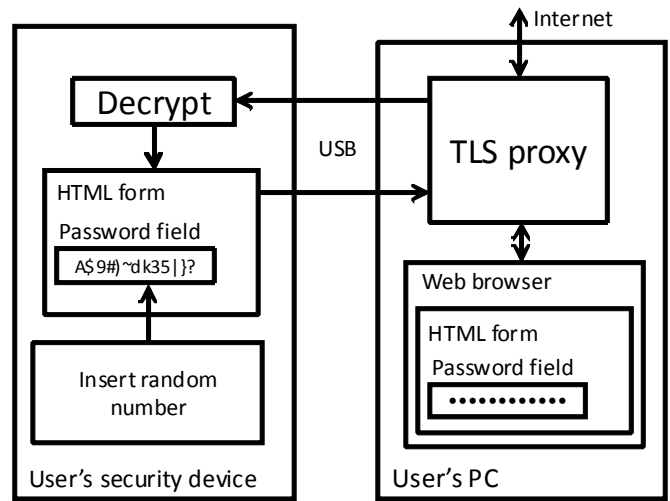 Internet
Decrypt
TLS proxy
USB
HTML form
Password field
A$9#)~dk35|}?
Insert random
number
User's security device
Web browser
HTML form
Password field
••••••••••••
User's PC